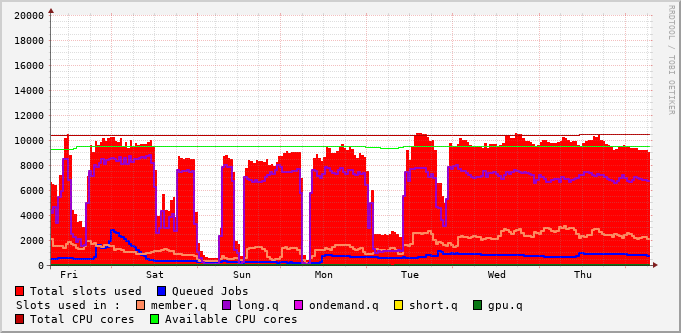 20000
18000
16000
14000
12000
10000
8000
6000
4000
2000
0
Fri Sat Sun Mon Tue Wed Thu
RRDTOOL / TOBI OETIKER
Total slots used Queued Jobs
Slots used in : member.q long.q ondemand.q short.q gpu.q
Total CPU cores Available CPU cores